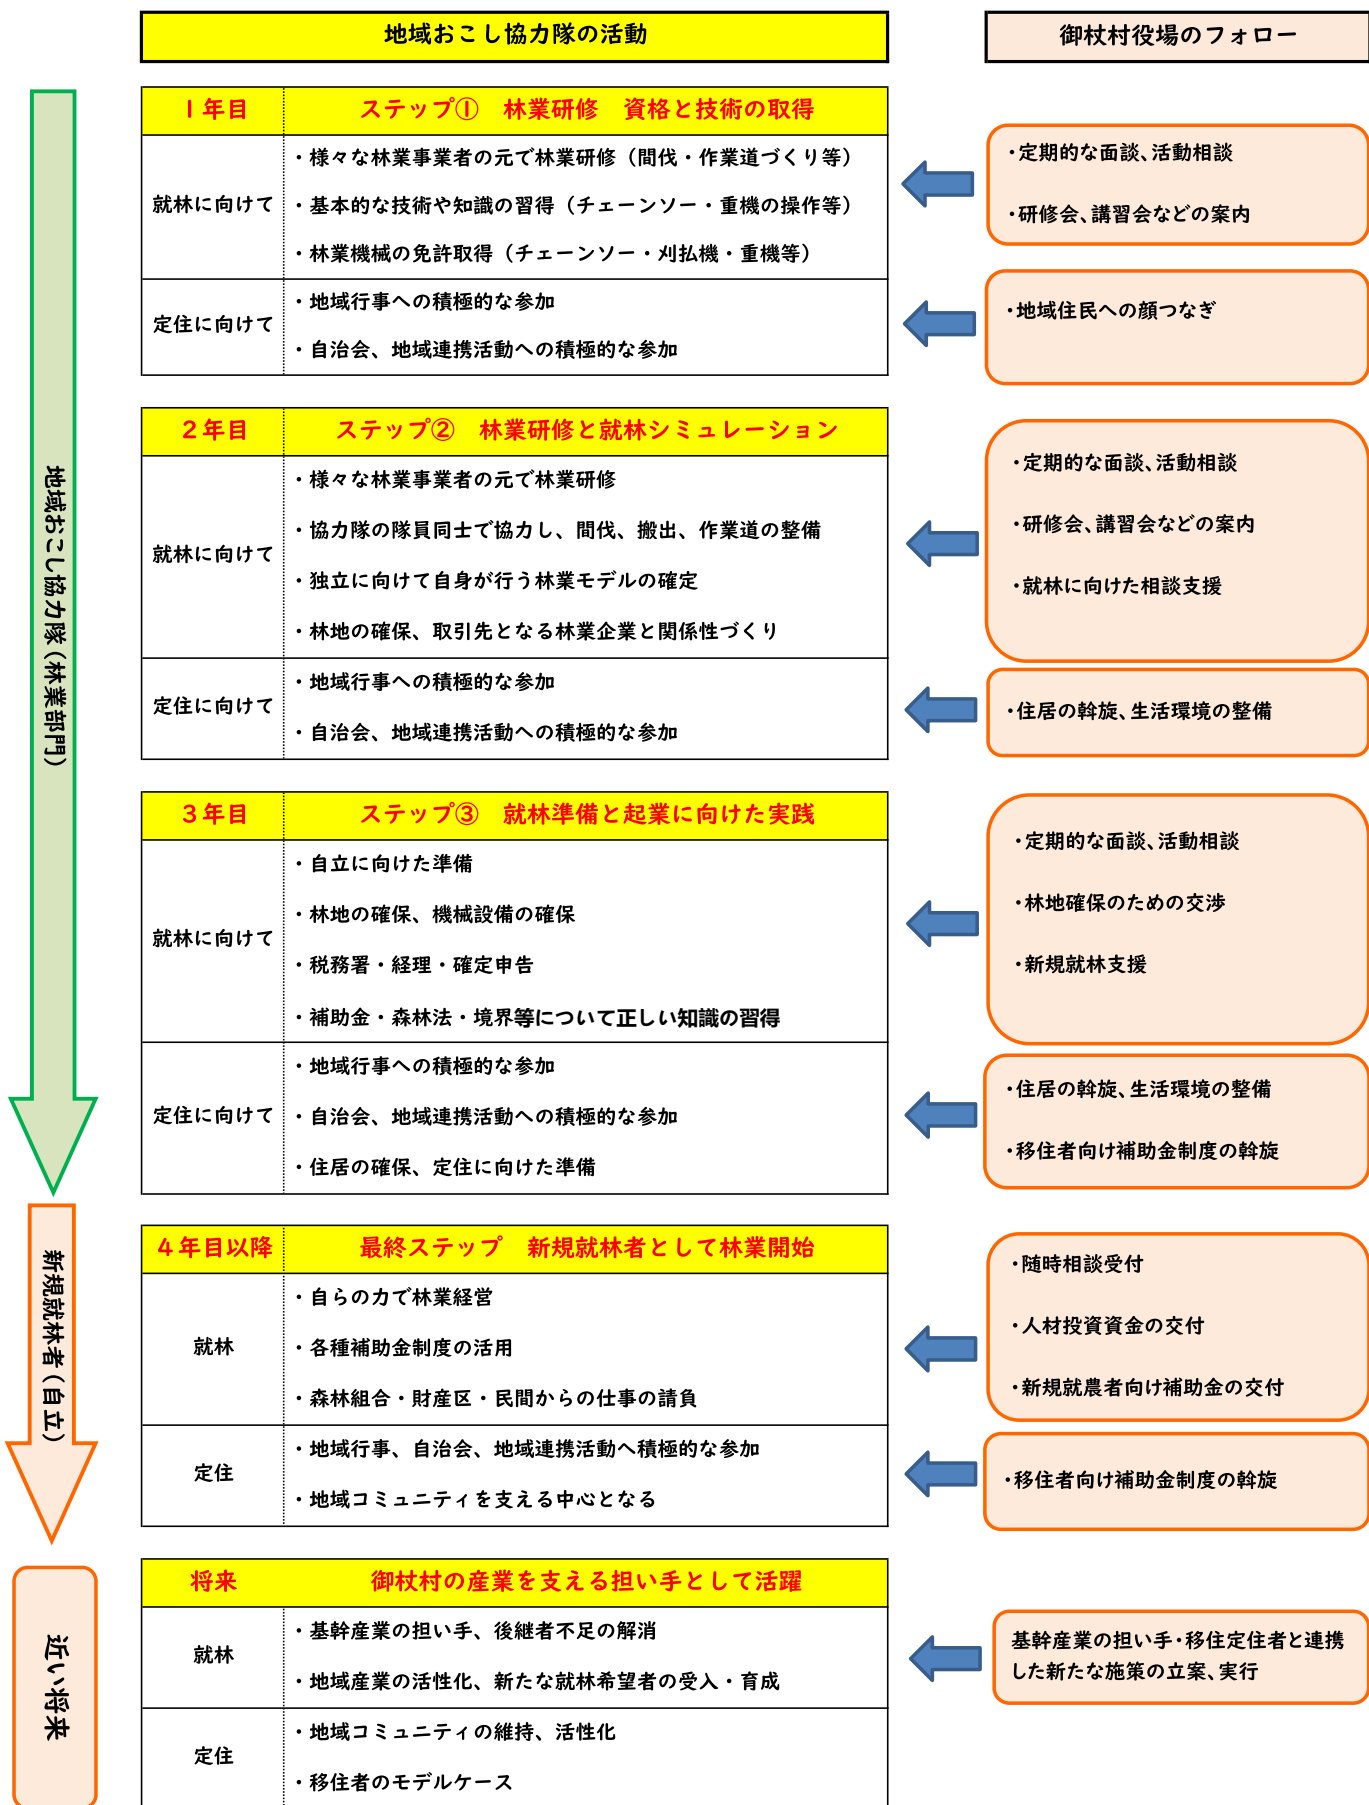 地域おこし協力隊の活動
御杖村役場のフォロー
地域おこし協力隊（林業部門）
１年目
ステップ①　林業研修　資格と技術の取得
就林に向けて
・様々な林業事業者の元で林業研修（間伐・作業道づくり等）
・基本的な技術や知識の習得（チェーンソー・重機の操作等）
・林業機械の免許取得（チェーンソー・刈払機・重機等）
・定期的な面談、活動相談
・研修会、講習会などの案内
定住に向けて
・地域行事への積極的な参加
・自治会、地域連携活動への積極的な参加
・地域住民への顔つなぎ
２年目
ステップ②　林業研修と就林シミュレーション
就林に向けて
・様々な林業事業者の元で林業研修
・協力隊の隊員同士で協力し、間伐、搬出、作業道の整備
・独立に向けて自身が行う林業モデルの確定
・林地の確保、取引先となる林業企業と関係性づくり
・定期的な面談、活動相談
・研修会、講習会などの案内
・就林に向けた相談支援
定住に向けて
・地域行事への積極的な参加
・自治会、地域連携活動への積極的な参加
・住居の斡旋、生活環境の整備
３年目
ステップ③　就林準備と起業に向けた実践
就林に向けて
・自立に向けた準備
・林地の確保、機械設備の確保
・税務署・経理・確定申告
・補助金・森林法・境界等について正しい知識の習得
・定期的な面談、活動相談
・林地確保のための交渉
・新規就林支援
定住に向けて
・地域行事への積極的な参加
・自治会、地域連携活動への積極的な参加
・住居の確保、定住に向けた準備
・住居の斡旋、生活環境の整備
・移住者向け補助金制度の斡旋
新規就林者（自立）
４年目以降
最終ステップ　新規就林者として林業開始
就林
・自らの力で林業経営
・各種補助金制度の活用
・森林組合・財産区・民間からの仕事の請負
・随時相談受付
・人材投資資金の交付
・新規就農者向け補助金の交付
定住
・地域行事、自治会、地域連携活動へ積極的な参加
・地域コミュニティを支える中心となる
・移住者向け補助金制度の斡旋
近い将来
将来
御杖村の産業を支える担い手として活躍
就林
・基幹産業の担い手、後継者不足の解消
・地域産業の活性化、新たな就林希望者の受入・育成
基幹産業の担い手・移住定住者と連携
した新たな施策の立案、実行
定住
・地域コミュニティの維持、活性化
・移住者のモデルケース